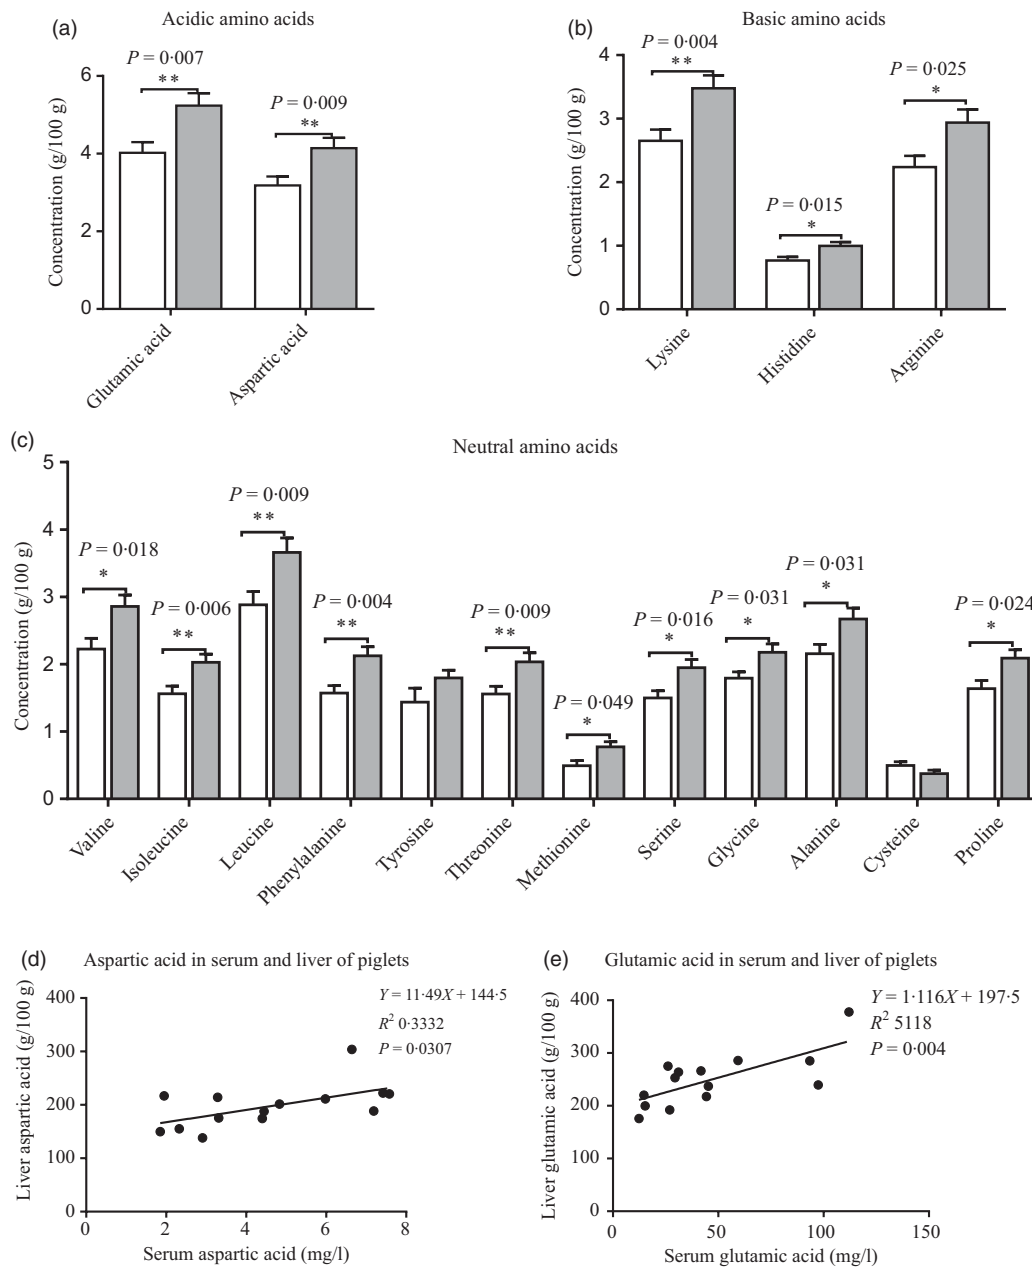 (a)
Acidic amino acids
P = 0·007
**
P = 0·009
**
Concentration (g/100 g)
6
4
2
0
Glutamic acid
Aspartic acid
(b)
Basic amino acids
P = 0·004
**
P = 0·015
*
P = 0·025
*
Concentration (g/100 g)
4
3
2
1
0
Lysine
Histidine
Arginine
(c)
Neutral amino acids
P = 0·018
*
P = 0·006
**
P = 0·009
**
P = 0·004
**
P = 0·009
**
P = 0·049
*
P = 0·016
*
P = 0·031
*
P = 0·031
*
P = 0·024
*
Concentration (g/100 g)
5
4
3
2
1
0
Valine
Isoleucine
Leucine
Phenylalanine
Tyrosine
Threonine
Methionine
Serine
Glycine
Alanine
Cysteine
Proline
(d)
Aspartic acid in serum and liver of piglets
Y = 11·49X + 144·5
R² 0·3332
P = 0·0307
Liver aspartic acid (g/100 g)
400
300
200
100
0
0 2 4 6 8
Serum aspartic acid (mg/l)
(e)
Glutamic acid in serum and liver of piglets
Y = 1·116X + 197·5
R² 5118
P = 0·004
Liver glutamic acid (g/100 g)
400
300
200
100
0
0 50 100 150
Serum glutamic acid (mg/l)